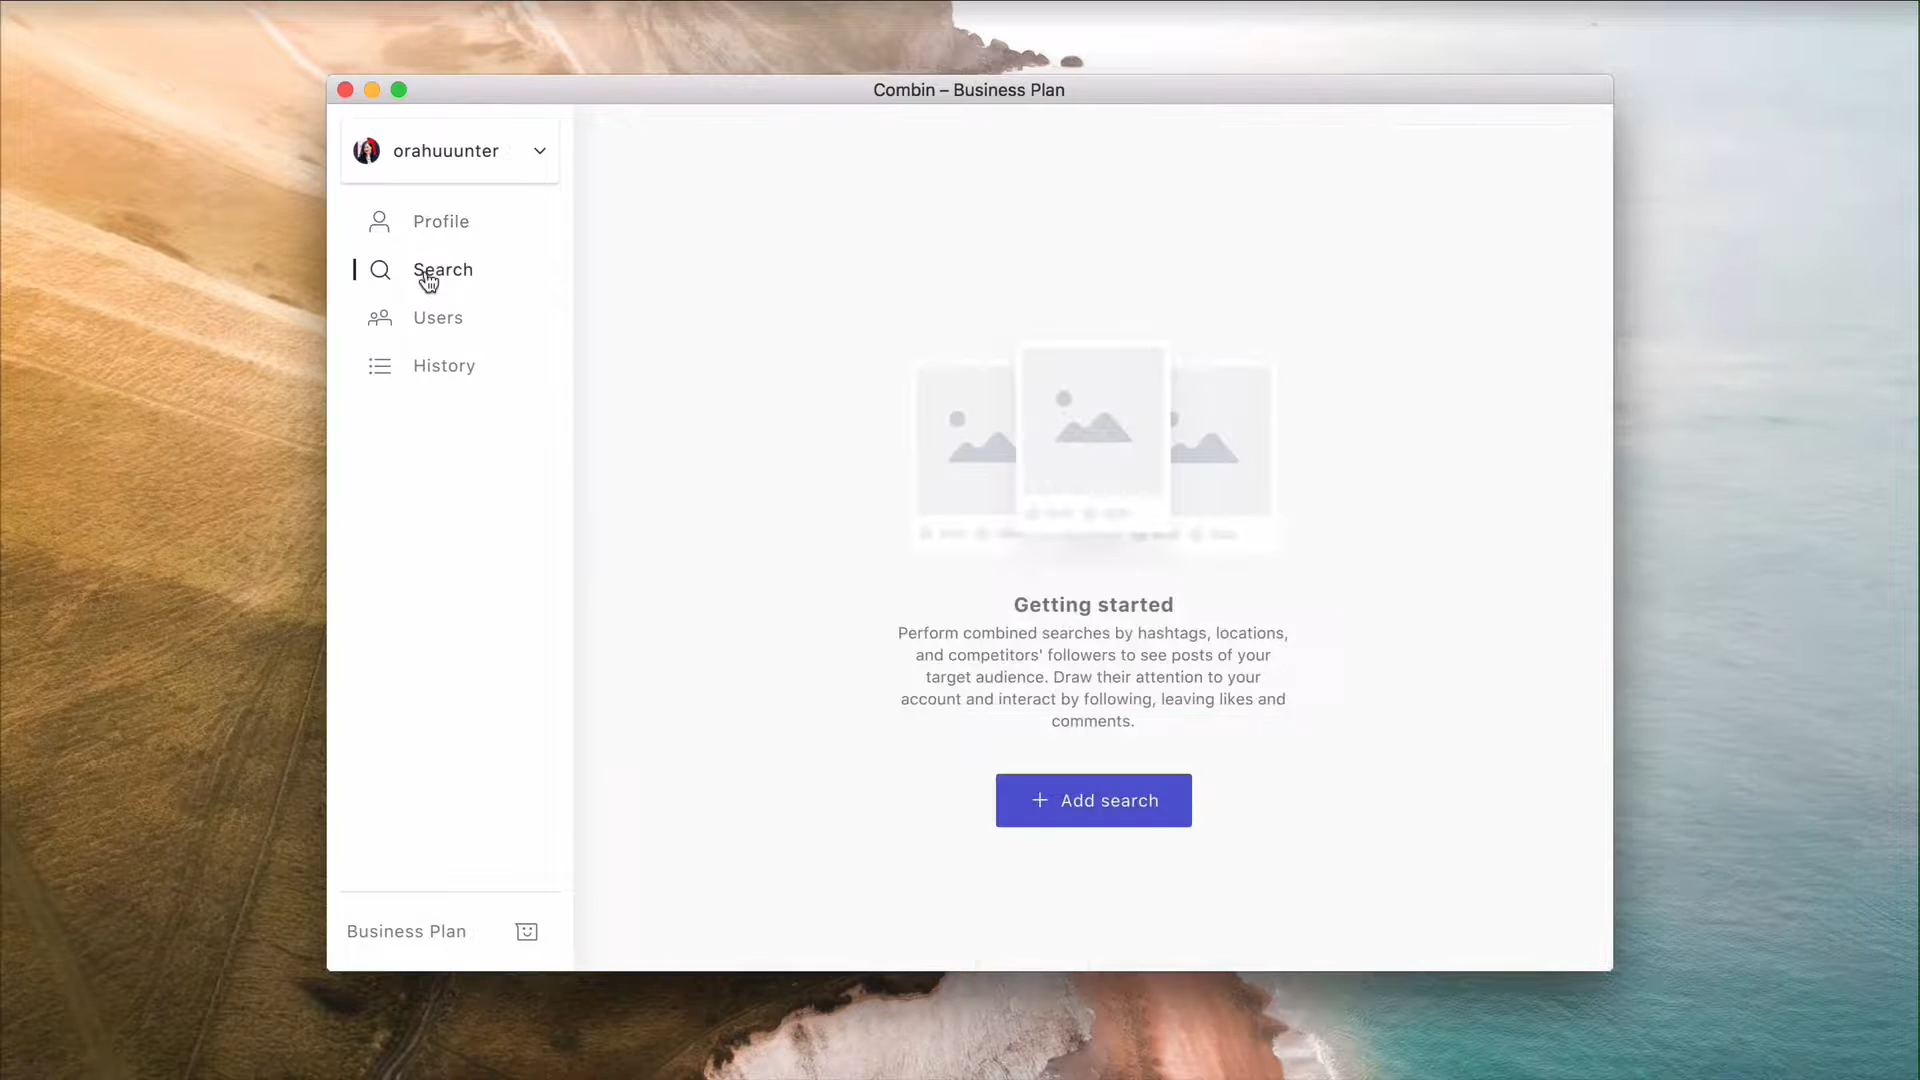 Combin – Business Plan
orahuuunter
Profile
Search
Users
History
Getting started
Perform combined searches by hashtags, locations,
and competitors' followers to see posts of your
target audience. Draw their attention to your
account and interact by following, leaving likes and
comments.
+ Add search
Business Plan